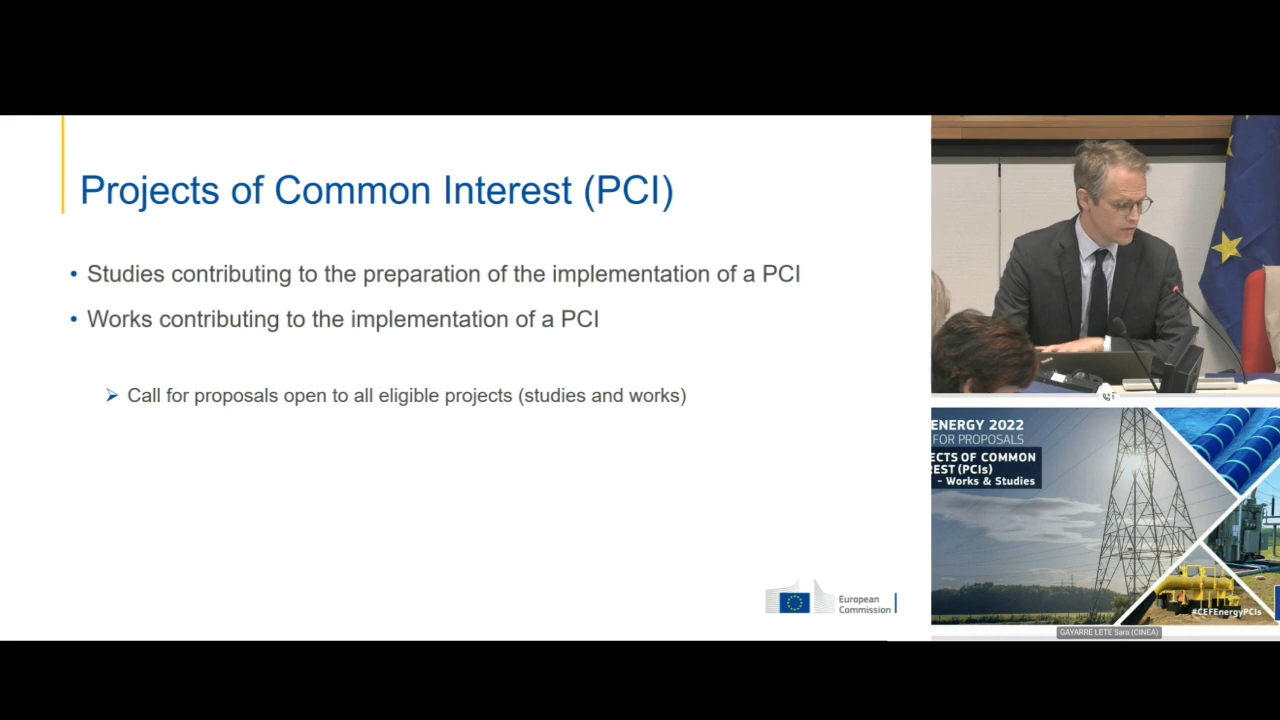 Projects of Common Interest (PCI)
• Studies contributing to the preparation of the implementation of a PCI
• Works contributing to the implementation of a PCI
➢ Call for proposals open to all eligible projects (studies and works)
European
Commission
ENERGY 2022
FOR PROPOSALS
ECTS OF COMMON
REST (PCIs)
- Works & Studies
#CEFEnergyPCIs
GAYARRE LETE Sara (CINEA)